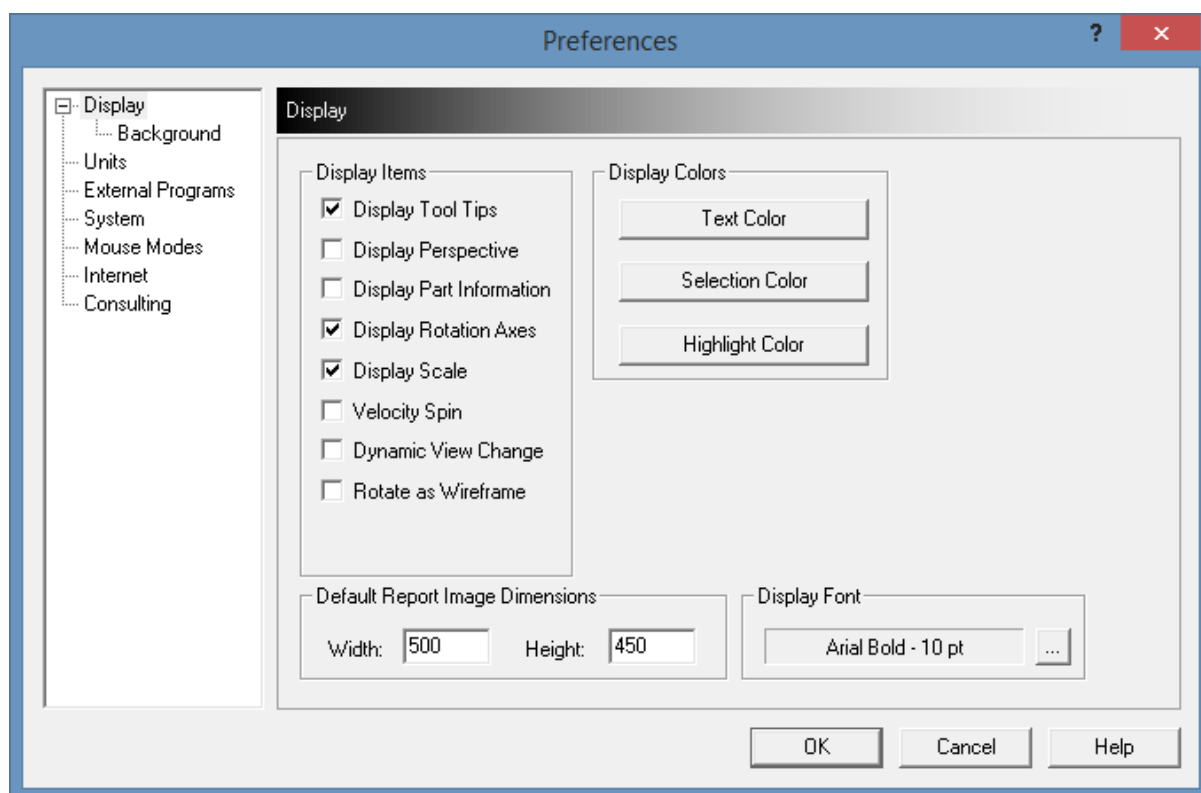 Preferences
?
Display
Background
Units
External Programs
System
Mouse Modes
Internet
Consulting
Display
Display Items
Display Tool Tips
Display Perspective
Display Part Information
Display Rotation Axes
Display Scale
Velocity Spin
Dynamic View Change
Rotate as Wireframe
Display Colors
Text Color
Selection Color
Highlight Color
Default Report Image Dimensions
Width: 500 Height: 450
Display Font
Arial Bold - 10 pt ...
OK Cancel Help